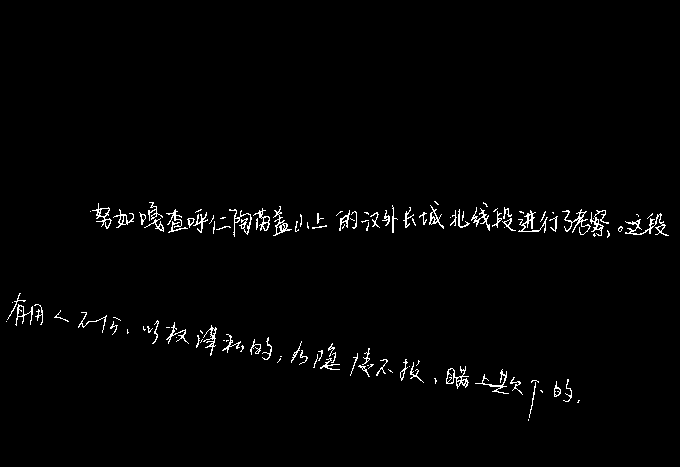 努如嘎查呼仁陶勒盖山上的汉外长城北线段进行了考察。这段
有用人不公、以权谋私的,有隐情不报、瞒上欺下的,